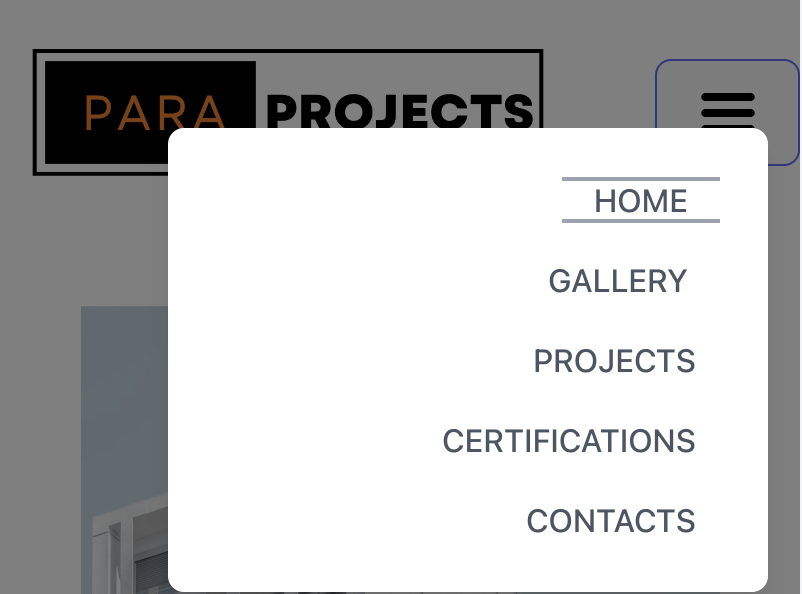 PARA PROJECTS
HOME
GALLERY
PROJECTS
CERTIFICATIONS
CONTACTS